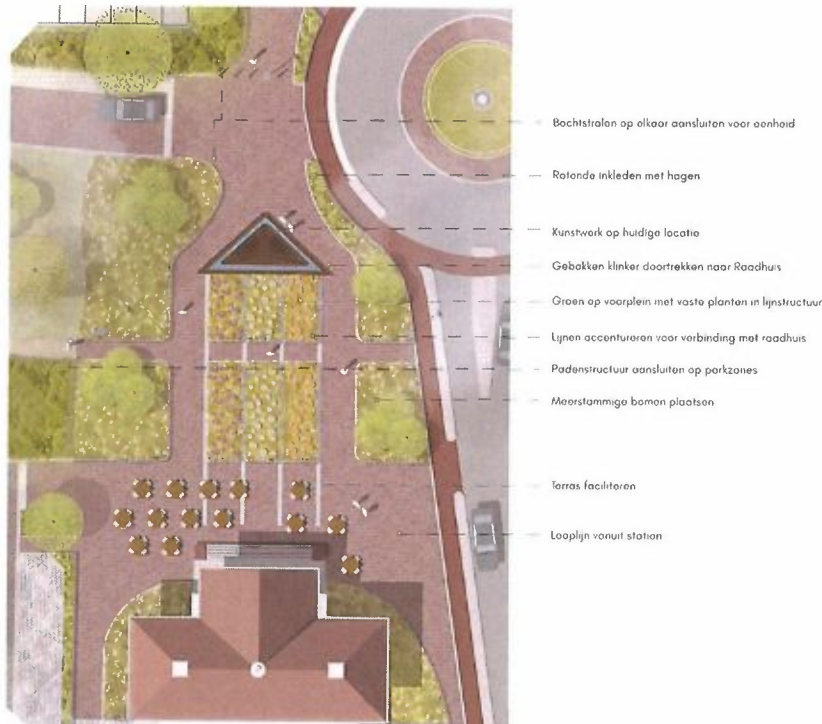 Bochtstralen op elkaar aansluiten voor eenheid
Rotonde inkleden met hagen
Kunstwerk op huidige locatie
Gebakken klinker doortrekken naar Raadhuis
Groen op voorplein met vaste planten in lijnstructuur
Lijnen accentureren voor verbinding met raadhuis
Padenstructuur aansluiten op parkzones
Meerstammige bomen plaatsen
Terras faciliteren
Looplijn vanuit station